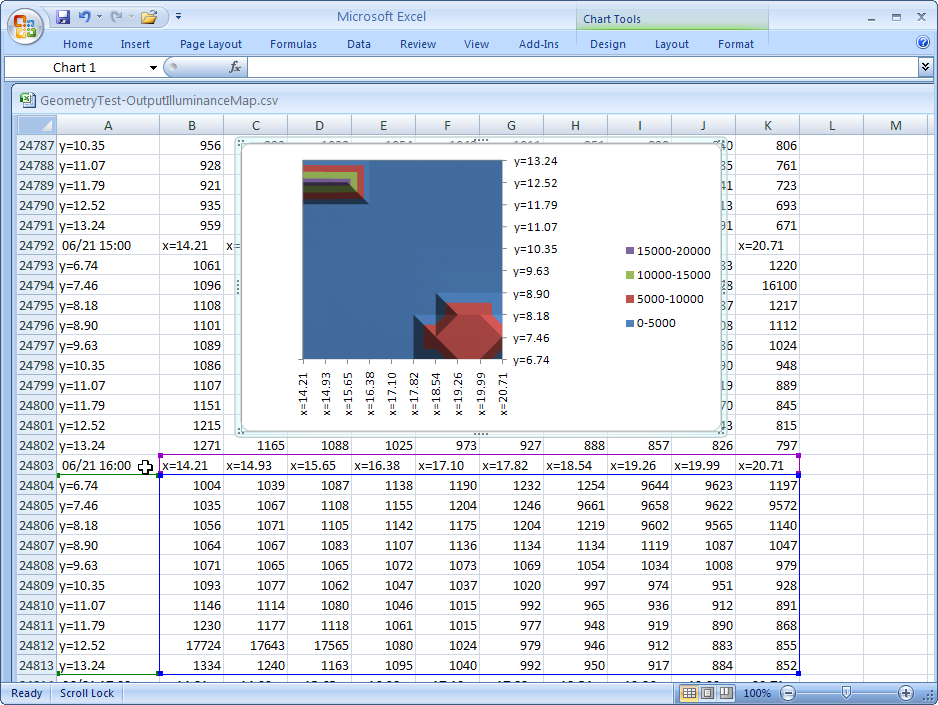 Microsoft Excel
Chart Tools
Home Insert Page Layout Formulas Data Review View Add-Ins Design Layout Format
Chart 1 fx
GeometryTest-OutputIlluminanceMap.csv
A B C D E F G H I J K L M
24787 y=10.35 956 806
24788 y=11.07 928 761
24789 y=11.79 921 723
24790 y=12.52 935 693
24791 y=13.24 959 671
24792 06/21 15:00 x=14.21 x=20.71
24793 y=6.74 1061 1220
24794 y=7.46 1096 16100
24795 y=8.18 1108 1217
24796 y=8.90 1101 1112
24797 y=9.63 1089 1024
24798 y=10.35 1086 948
24799 y=11.07 1107 889
24800 y=11.79 1151 845
24801 y=12.52 1215 815
y=13.24
y=12.52
y=11.79
y=11.07
y=10.35
y=9.63
y=8.90
y=8.18
y=7.46
y=6.74
15000-20000
10000-15000
5000-10000
0-5000
x=14.21 x=14.93 x=15.65 x=16.38 x=17.10 x=17.82 x=18.54 x=19.26 x=19.99 x=20.71
24802 y=13.24 1271 1165 1088 1025 973 927 888 857 826 797
24803 06/21 16:00 x=14.21 x=14.93 x=15.65 x=16.38 x=17.10 x=17.82 x=18.54 x=19.26 x=19.99 x=20.71
24804 y=6.74 1004 1039 1087 1138 1190 1232 1254 9644 9623 1197
24805 y=7.46 1035 1067 1108 1155 1204 1246 9661 9658 9622 9572
24806 y=8.18 1056 1071 1105 1142 1175 1204 1219 9602 9565 1140
24807 y=8.90 1064 1067 1083 1107 1136 1134 1134 1119 1087 1047
24808 y=9.63 1071 1065 1065 1072 1073 1069 1054 1034 1008 979
24809 y=10.35 1093 1077 1062 1047 1037 1020 997 974 951 928
24810 y=11.07 1146 1114 1080 1046 1015 992 965 936 912 891
24811 y=11.79 1230 1177 1118 1061 1015 977 948 919 890 868
24812 y=12.52 17724 17643 17565 1080 1024 979 946 912 883 855
24813 y=13.24 1334 1240 1163 1095 1040 992 950 917 884 852
Ready Scroll Lock 100%